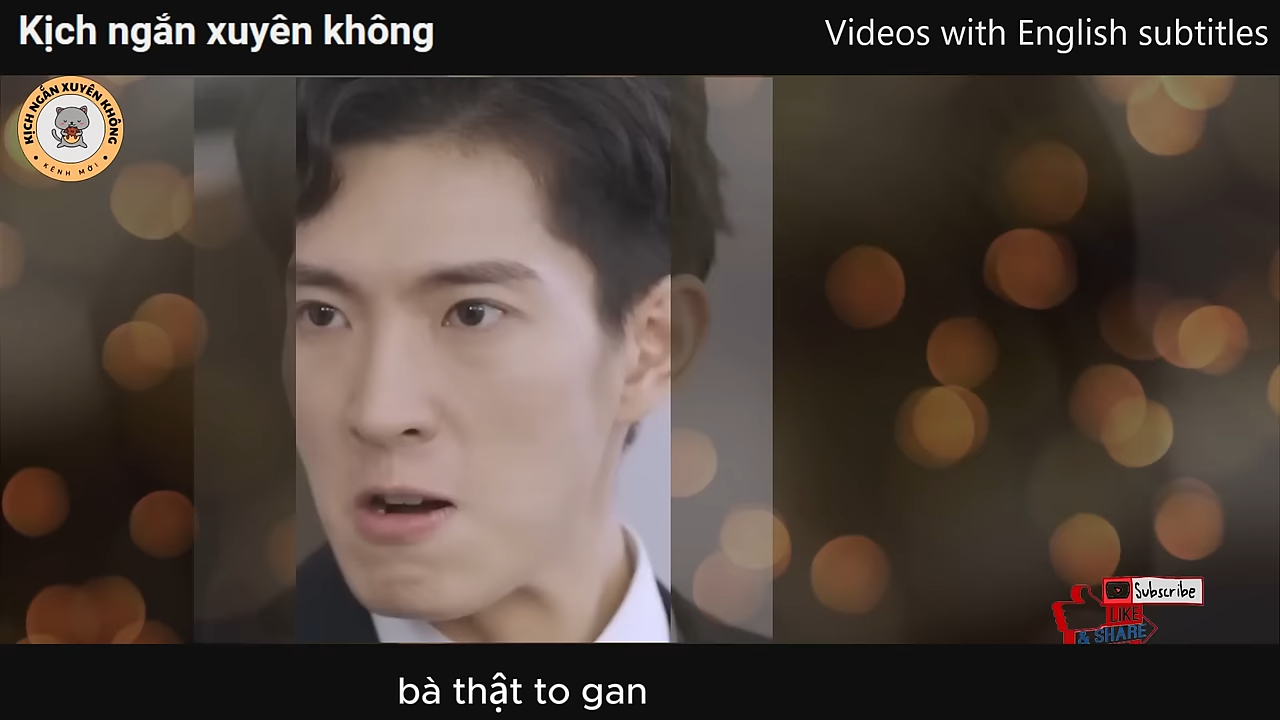 Kịch ngắn xuyên không
Videos with English subtitles
KỊCH NGẮN XUYÊN KHÔNG
• KÊNH MỚI •
Subscribe
LIKE
& SHARE
bà thật to gan